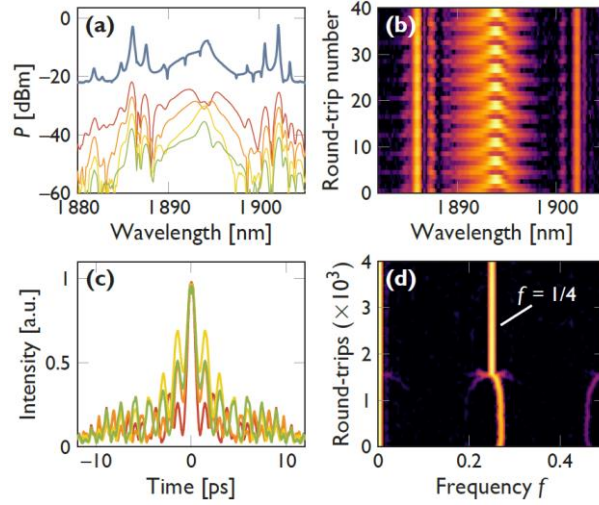 (a)
P [dBm]
0
−20
−40
−60
1880
1890
1900
Wavelength [nm]
(b)
Round-trip number
40
30
20
10
0
1890
1900
Wavelength [nm]
(c)
Intensity [a.u.]
1
0.5
0
−10
0
10
Time [ps]
(d)
f = 1/4
Round-trips (×10³)
4
3
2
1
0
0
0.2
0.4
Frequency f